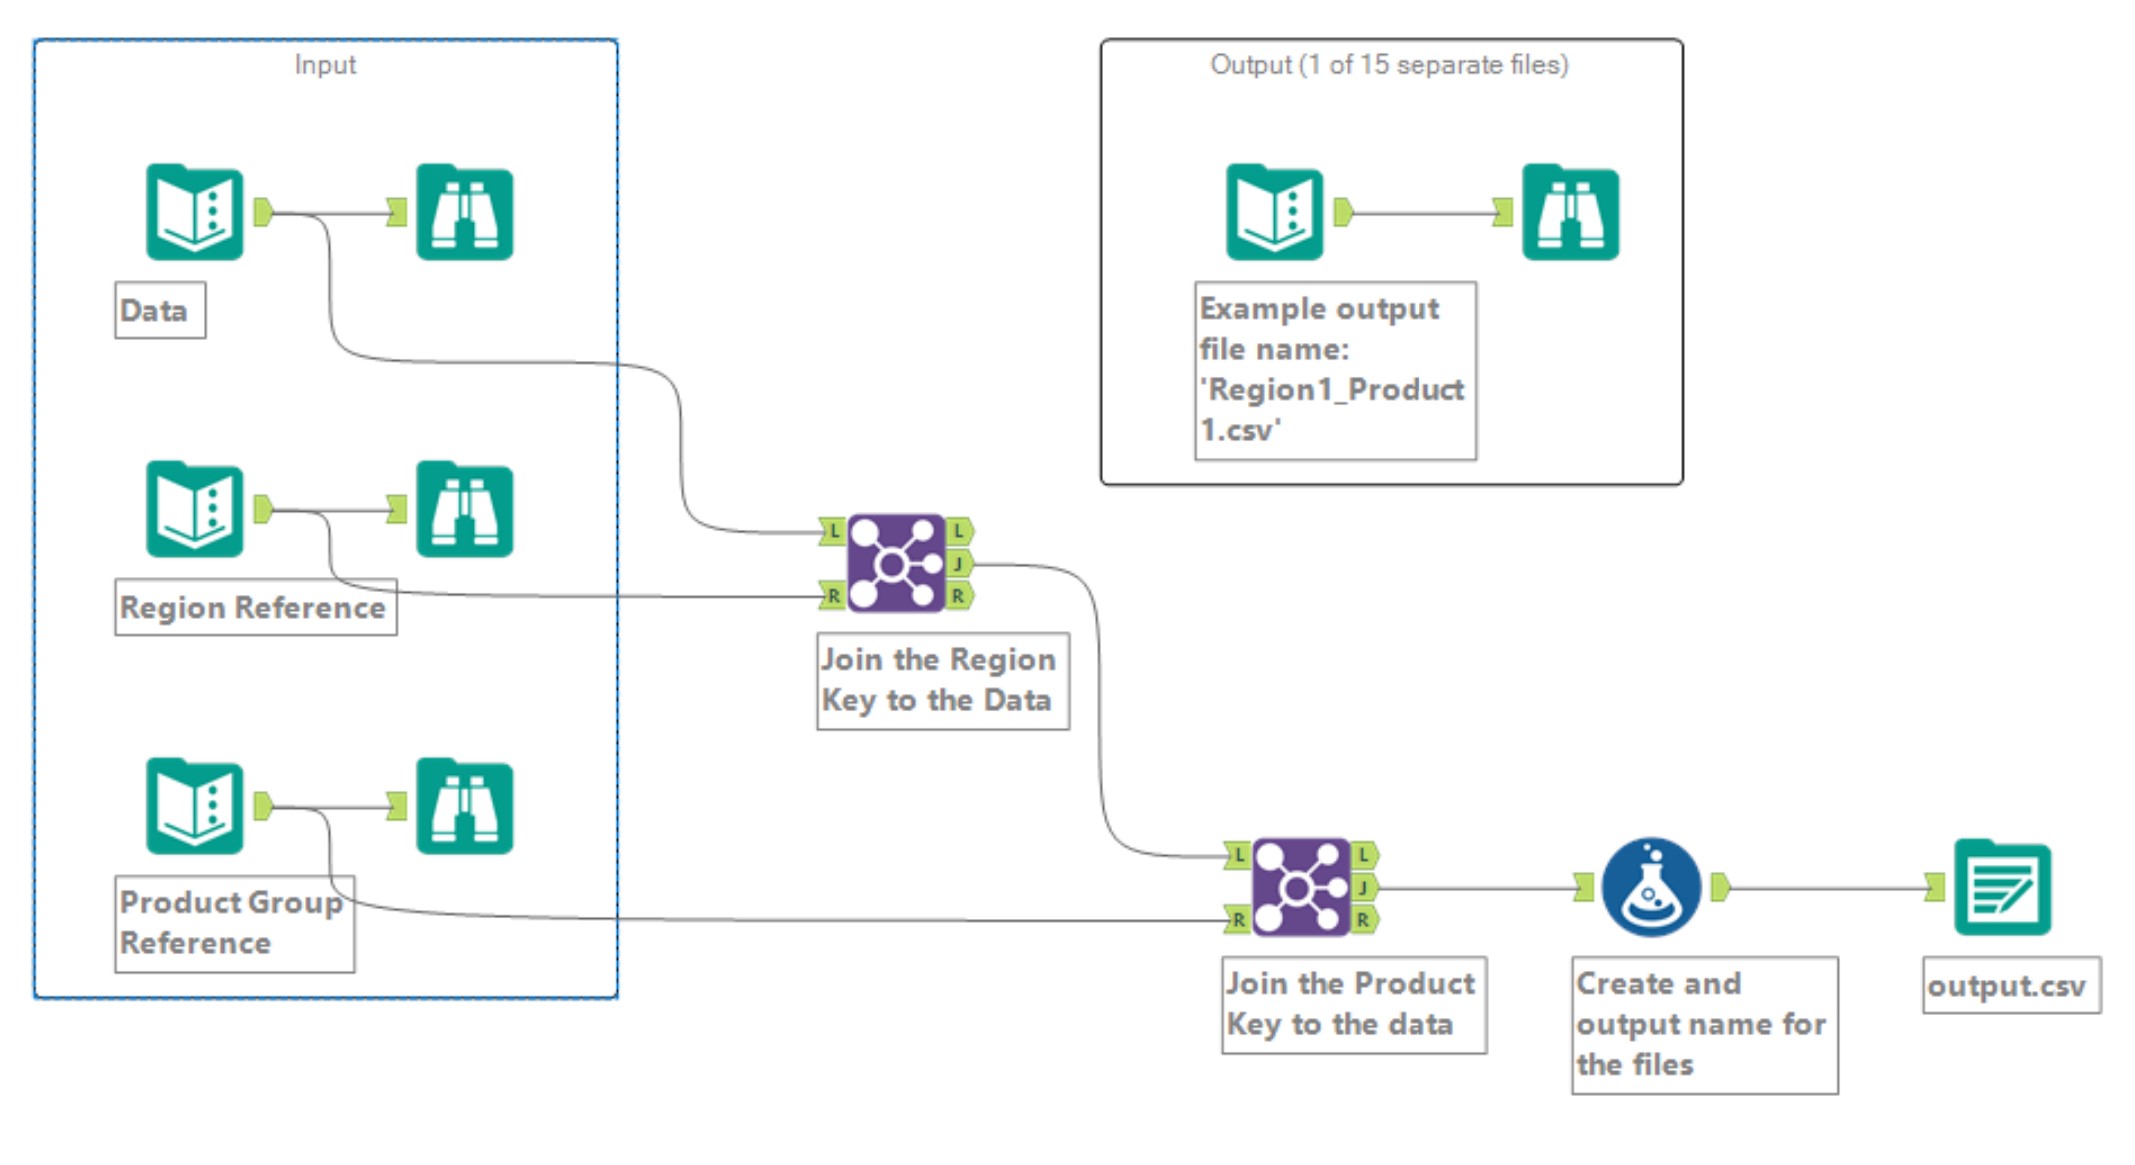 Input
Output (1 of 15 separate files)
Data
Example output
file name:
'Region1_Product
1.csv'
Region Reference
L
L
J
R
R
Join the Region
Key to the Data
Product Group
Reference
L
L
J
R
R
Join the Product
Key to the data
Create and
output name for
the files
output.csv